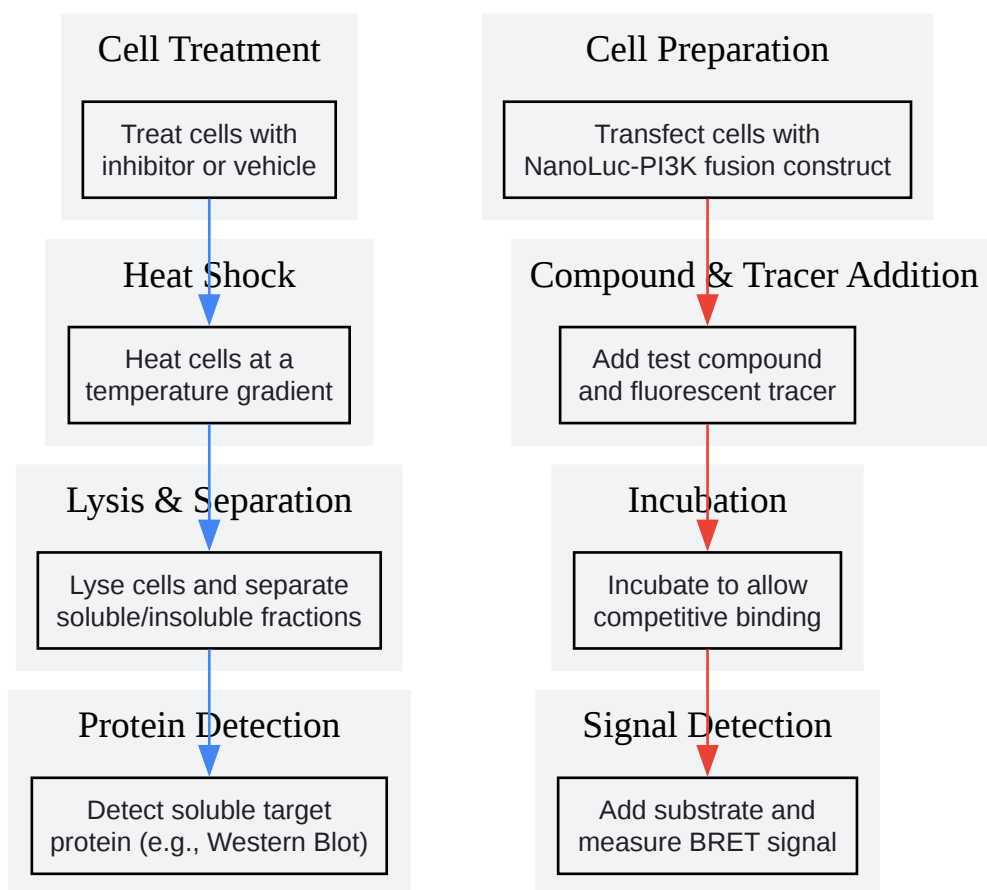 Cell Treatment
Treat cells with
inhibitor or vehicle
Heat Shock
Heat cells at a
temperature gradient
Lysis & Separation
Lyse cells and separate
soluble/insoluble fractions
Protein Detection
Detect soluble target
protein (e.g., Western Blot)
Cell Preparation
Transfect cells with
NanoLuc-PI3K fusion construct
Compound & Tracer Addition
Add test compound
and fluorescent tracer
Incubation
Incubate to allow
competitive binding
Signal Detection
Add substrate and
measure BRET signal